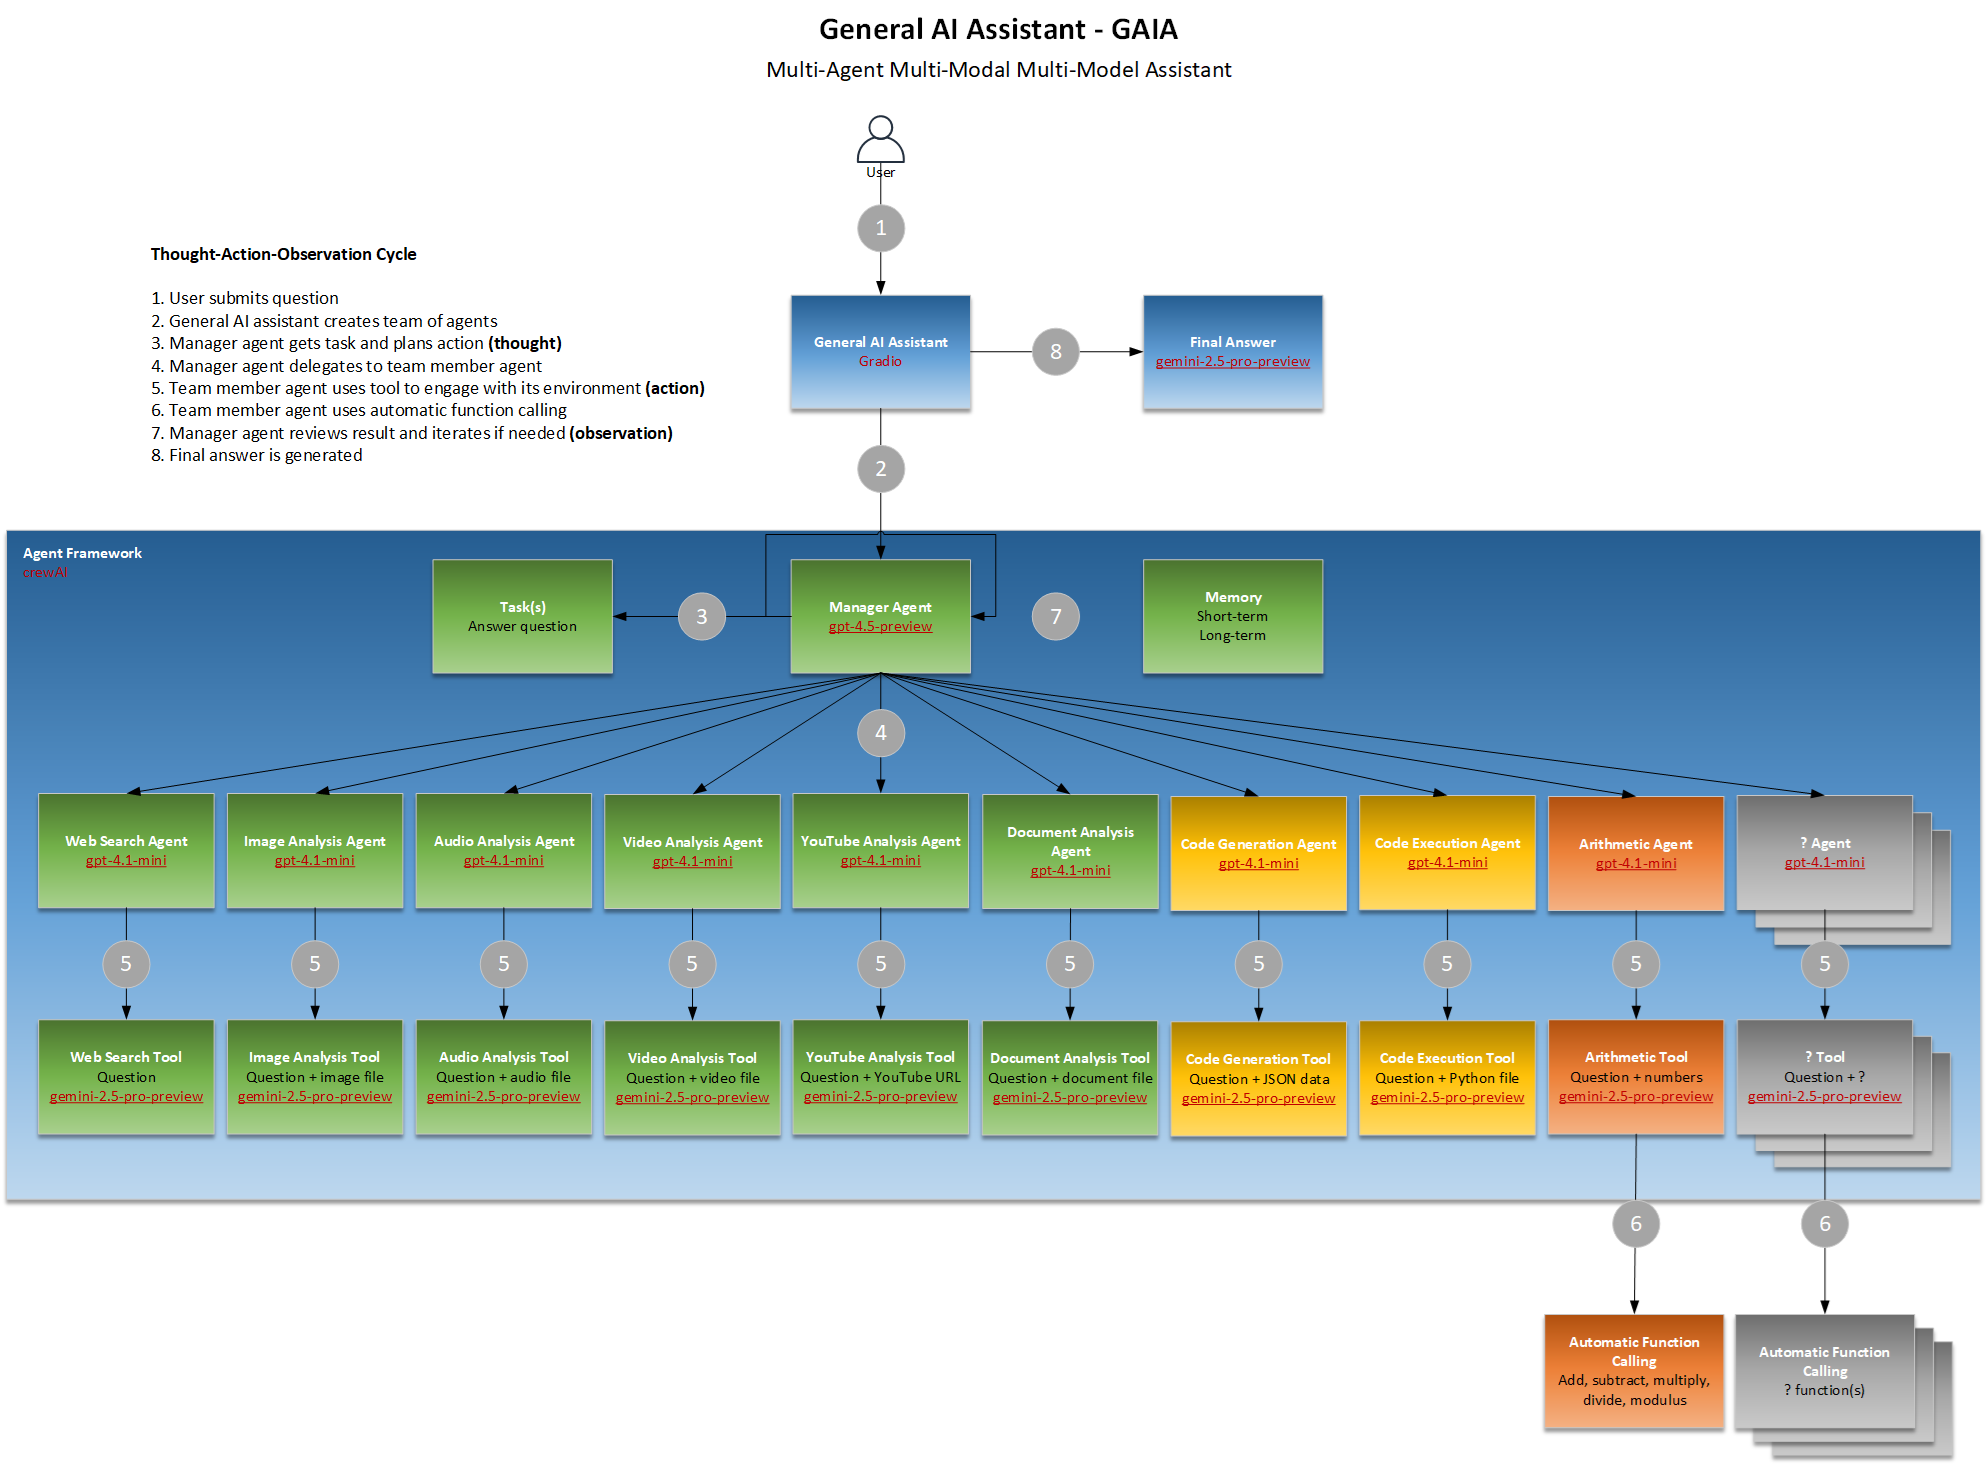 General AI Assistant - GAIA
Multi-Agent Multi-Modal Multi-Model Assistant
User
1
Thought-Action-Observation Cycle
1. User submits question
2. General AI assistant creates team of agents
3. Manager agent gets task and plans action (thought)
4. Manager agent delegates to team member agent
5. Team member agent uses tool to engage with its environment (action)
6. Team member agent uses automatic function calling
7. Manager agent reviews result and iterates if needed (observation)
8. Final answer is generated
General AI Assistant
Gradio
8
Final Answer
gemini-2.5-pro-preview
2
Agent Framework
crewAI
Task(s)
Answer question
3
Manager Agent
gpt-4.5-preview
7
Memory
Short-term
Long-term
4
Web Search Agent
gpt-4.1-mini
Image Analysis Agent
gpt-4.1-mini
Audio Analysis Agent
gpt-4.1-mini
Video Analysis Agent
gpt-4.1-mini
YouTube Analysis Agent
gpt-4.1-mini
Document Analysis
Agent
gpt-4.1-mini
Code Generation Agent
gpt-4.1-mini
Code Execution Agent
gpt-4.1-mini
Arithmetic Agent
gpt-4.1-mini
? Agent
gpt-4.1-mini
5
5
5
5
5
5
5
5
5
5
Web Search Tool
Question
gemini-2.5-pro-preview
Image Analysis Tool
Question + image file
gemini-2.5-pro-preview
Audio Analysis Tool
Question + audio file
gemini-2.5-pro-preview
Video Analysis Tool
Question + video file
gemini-2.5-pro-preview
YouTube Analysis Tool
Question + YouTube URL
gemini-2.5-pro-preview
Document Analysis Tool
Question + document file
gemini-2.5-pro-preview
Code Generation Tool
Question + JSON data
gemini-2.5-pro-preview
Code Execution Tool
Question + Python file
gemini-2.5-pro-preview
Arithmetic Tool
Question + numbers
gemini-2.5-pro-preview
? Tool
Question + ?
gemini-2.5-pro-preview
6
6
Automatic Function
Calling
Add, subtract, multiply,
divide, modulus
Automatic Function
Calling
? function(s)